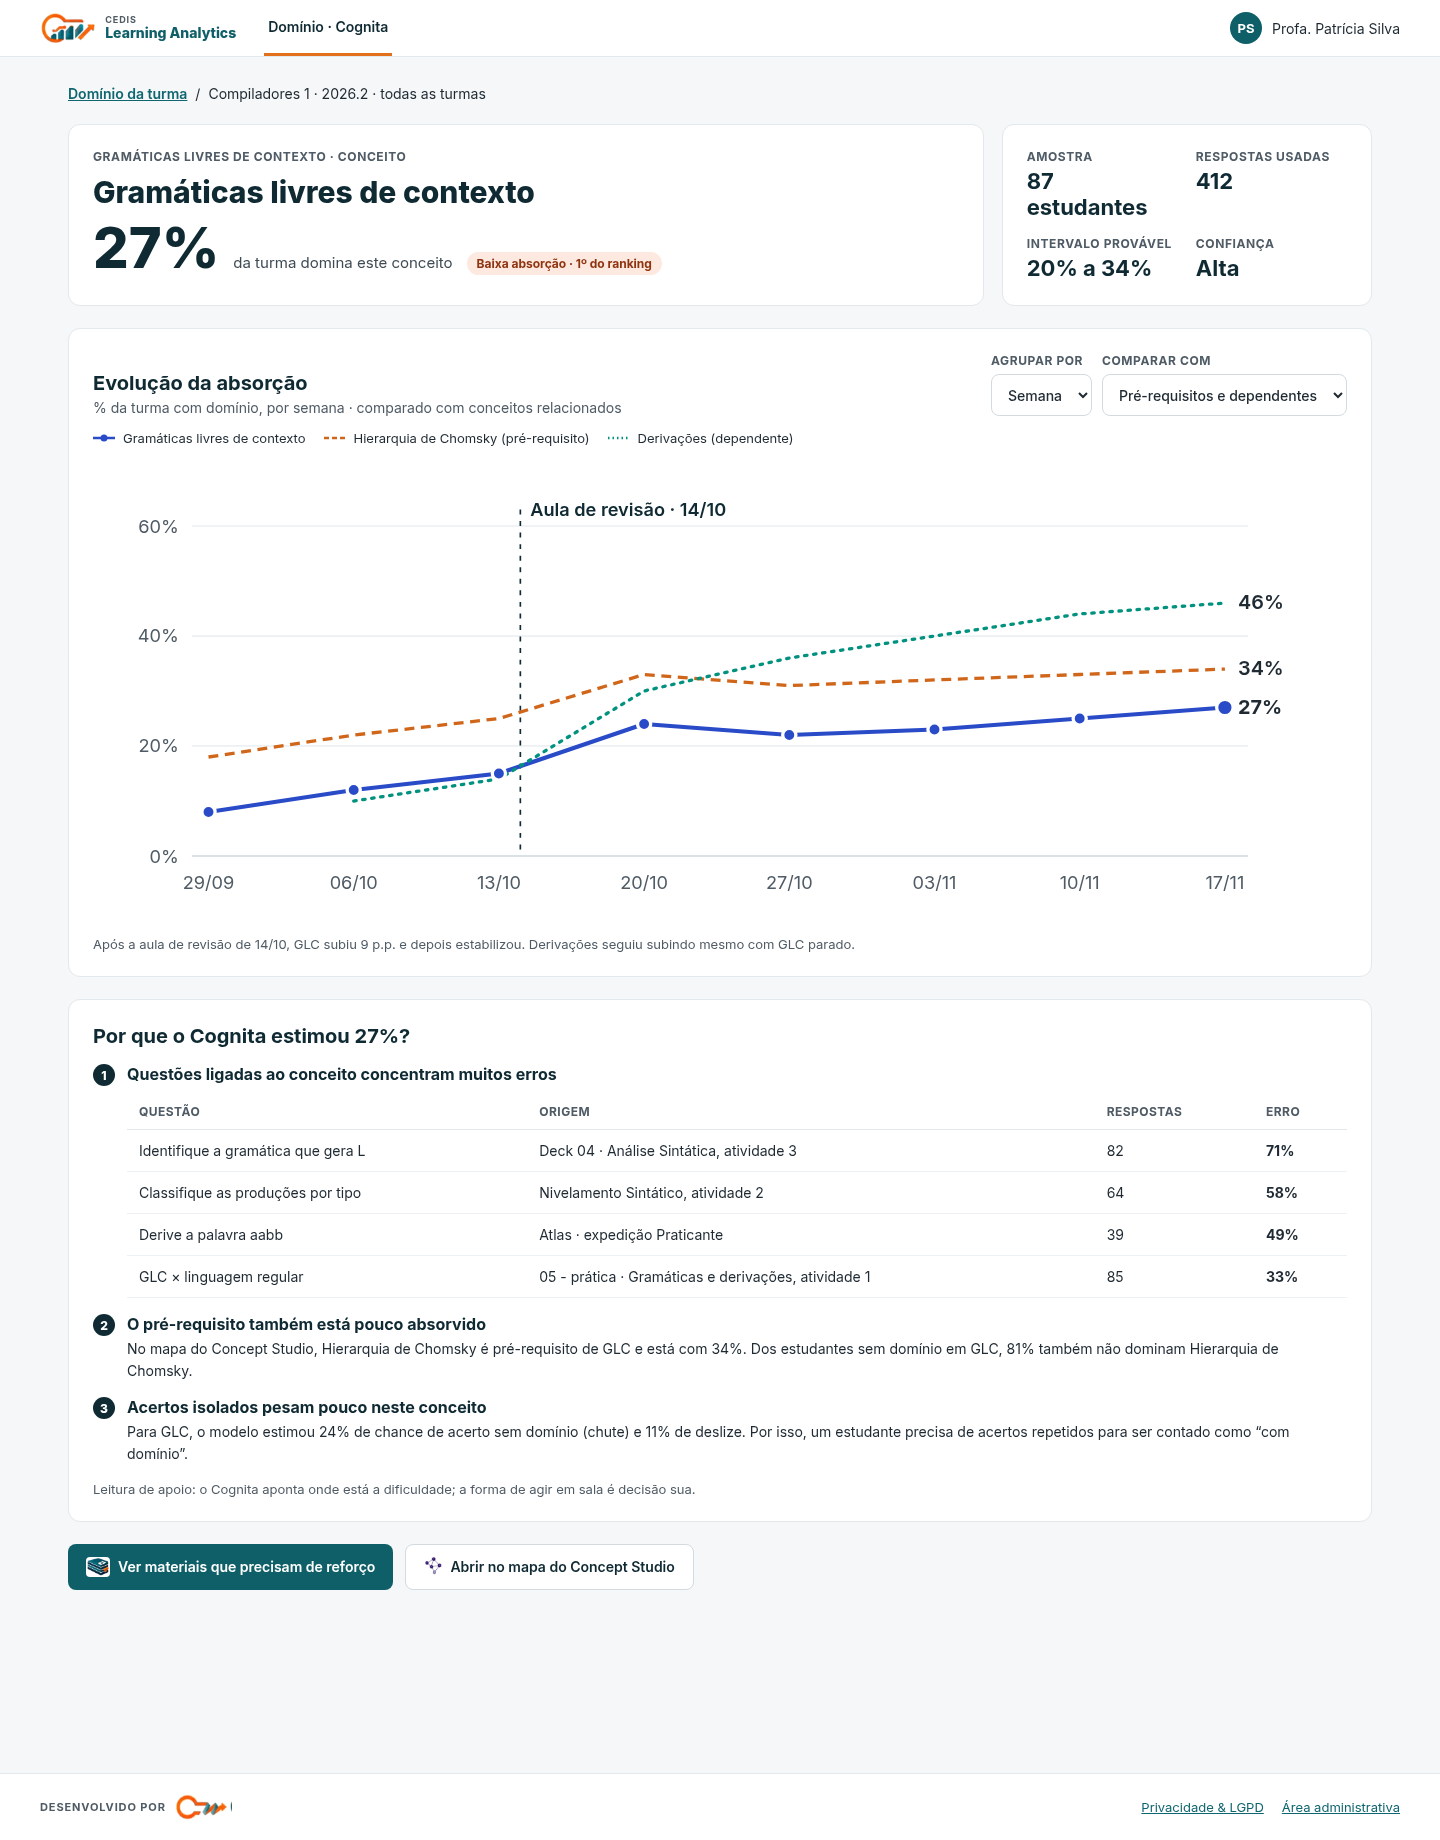 CEDIS
Learning Analytics
Domínio · Cognita
PS
Profa. Patrícia Silva
Domínio da turma / Compiladores 1 · 2026.2 · todas as turmas
GRAMÁTICAS LIVRES DE CONTEXTO · CONCEITO
Gramáticas livres de contexto
27% da turma domina este conceito Baixa absorção · 1º do ranking
AMOSTRA
87
estudantes
RESPOSTAS USADAS
412
INTERVALO PROVÁVEL
20% a 34%
CONFIANÇA
Alta
Evolução da absorção
% da turma com domínio, por semana · comparado com conceitos relacionados
AGRUPAR POR
Semana
COMPARAR COM
Pré-requisitos e dependentes
Gramáticas livres de contexto Hierarquia de Chomsky (pré-requisito) Derivações (dependente)
Aula de revisão · 14/10
60%
40%
20%
0%
46%
34%
27%
29/09 06/10 13/10 20/10 27/10 03/11 10/11 17/11
Após a aula de revisão de 14/10, GLC subiu 9 p.p. e depois estabilizou. Derivações seguiu subindo mesmo com GLC parado.
Por que o Cognita estimou 27%?
1 Questões ligadas ao conceito concentram muitos erros
QUESTÃO ORIGEM RESPOSTAS ERRO
Identifique a gramática que gera L Deck 04 · Análise Sintática, atividade 3 82 71%
Classifique as produções por tipo Nivelamento Sintático, atividade 2 64 58%
Derive a palavra aabb Atlas · expedição Praticante 39 49%
GLC × linguagem regular 05 - prática · Gramáticas e derivações, atividade 1 85 33%
2 O pré-requisito também está pouco absorvido
No mapa do Concept Studio, Hierarquia de Chomsky é pré-requisito de GLC e está com 34%. Dos estudantes sem domínio em GLC, 81% também não dominam Hierarquia de
Chomsky.
3 Acertos isolados pesam pouco neste conceito
Para GLC, o modelo estimou 24% de chance de acerto sem domínio (chute) e 11% de deslize. Por isso, um estudante precisa de acertos repetidos para ser contado como “com
domínio”.
Leitura de apoio: o Cognita aponta onde está a dificuldade; a forma de agir em sala é decisão sua.
Ver materiais que precisam de reforço
Abrir no mapa do Concept Studio
DESENVOLVIDO POR
Privacidade & LGPD
Área administrativa